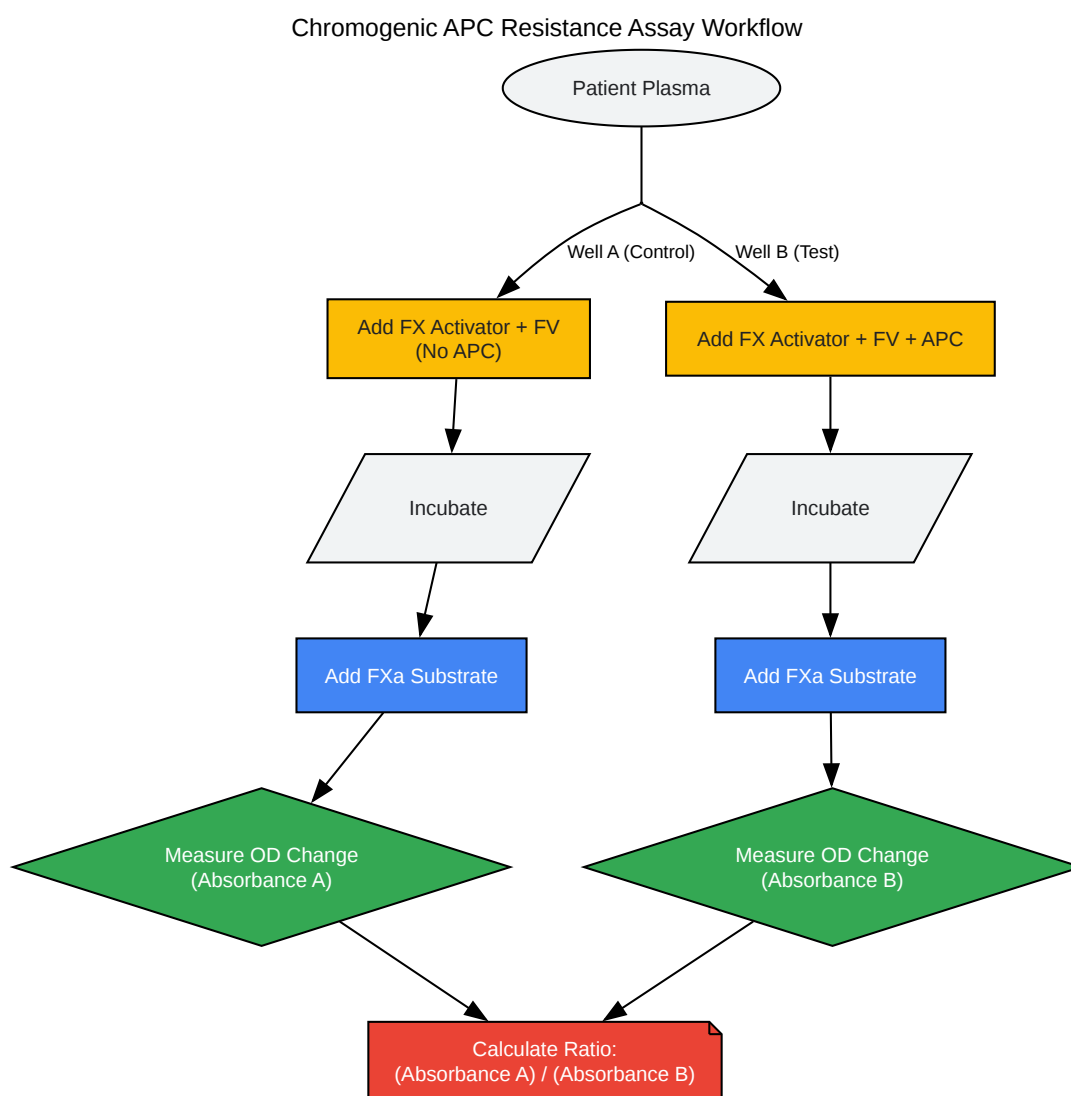 Chromogenic APC Resistance Assay Workflow
Patient Plasma
Well A (Control)
Well B (Test)
Add FX Activator + FV
(No APC)
Add FX Activator + FV + APC
Incubate
Incubate
Add FXa Substrate
Add FXa Substrate
Measure OD Change
(Absorbance A)
Measure OD Change
(Absorbance B)
Calculate Ratio:
(Absorbance A) / (Absorbance B)